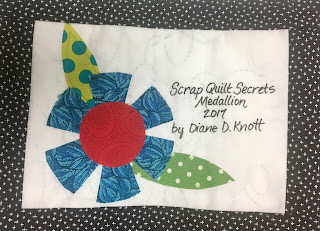 Scrap Quilt Secrets
Medallion
2017
by Diane D. Knott